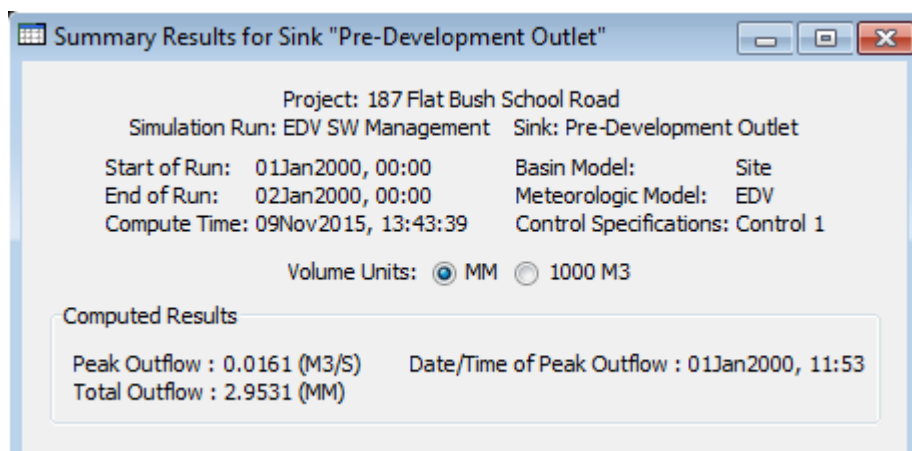 Summary Results for Sink "Pre-Development Outlet"
Project: 187 Flat Bush School Road
Simulation Run: EDV SW Management Sink: Pre-Development Outlet
Start of Run: 01Jan2000, 00:00 Basin Model: Site
End of Run: 02Jan2000, 00:00 Meteorologic Model: EDV
Compute Time: 09Nov2015, 13:43:39 Control Specifications: Control 1
Volume Units: MM 1000 M3
Computed Results
Peak Outflow : 0.0161 (M3/S) Date/Time of Peak Outflow : 01Jan2000, 11:53
Total Outflow : 2.9531 (MM)